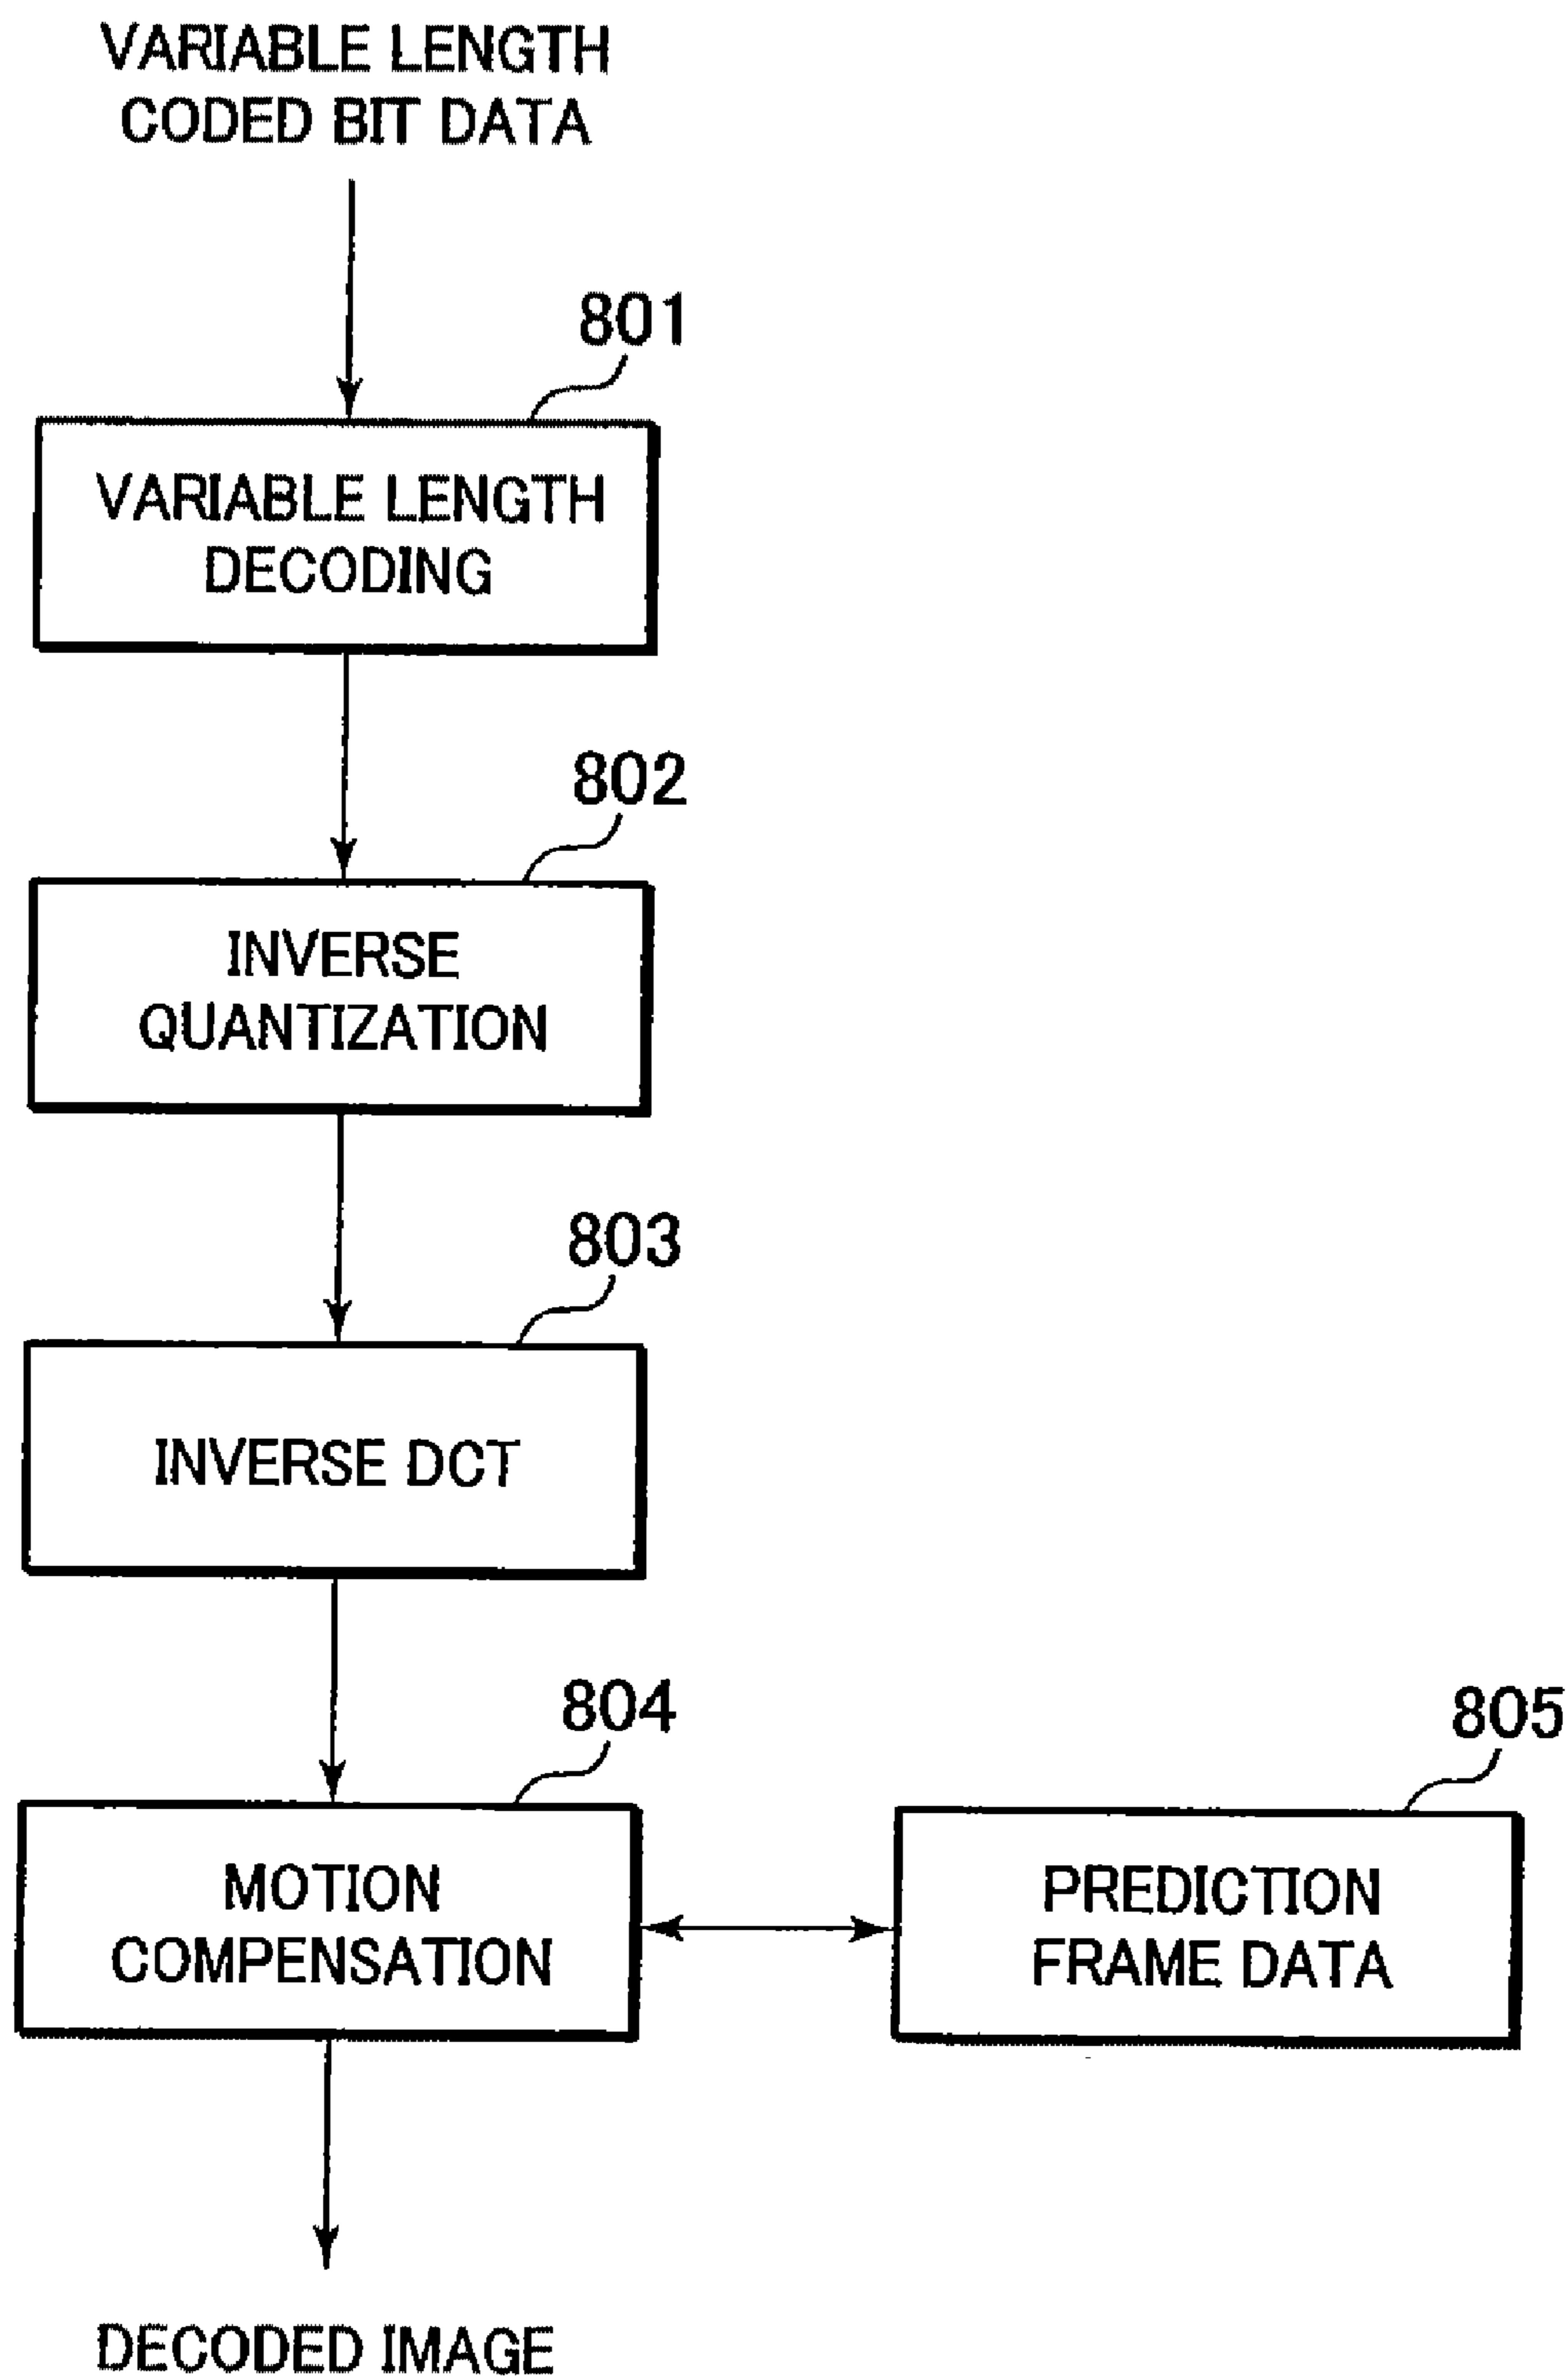 VARIABLE LENGTH
CODED BIT DATA
801
VARIABLE LENGTH
DECODING
802
INVERSE
QUANTIZATION
803
INVERSE DCT
804
MOTION
COMPENSATION
805
PREDICTION
FRAME DATA
DECODED IMAGE